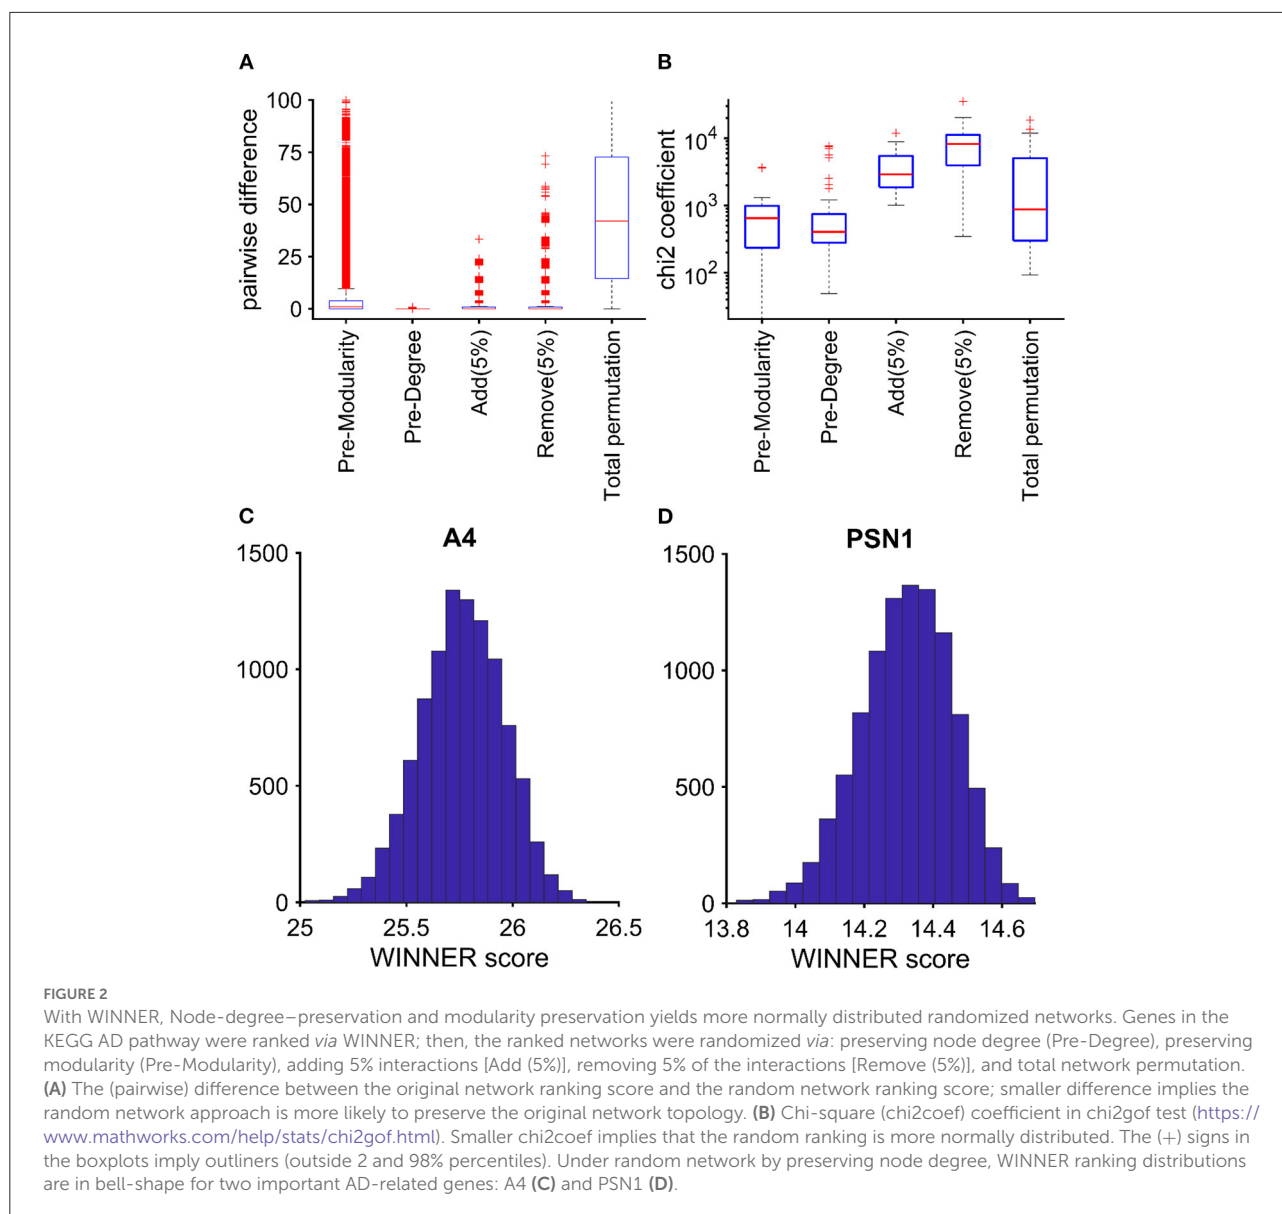 A
pairwise difference
100
75
50
25
0
Pre-Modularity
Pre-Degree
Add(5%)
Remove(5%)
Total permutation
B
chi2 coefficient
10^4
10^3
10^2
Pre-Modularity
Pre-Degree
Add(5%)
Remove(5%)
Total permutation
C
A4
1500
1000
500
0
25 25.5 26 26.5
WINNER score
D
PSN1
1500
1000
500
0
13.8 14 14.2 14.4 14.6
WINNER score
FIGURE 2
With WINNER, Node-degree–preservation and modularity preservation yields more normally distributed randomized networks. Genes in the
KEGG AD pathway were ranked via WINNER; then, the ranked networks were randomized via: preserving node degree (Pre-Degree), preserving
modularity (Pre-Modularity), adding 5% interactions [Add (5%)], removing 5% of the interactions [Remove (5%)], and total network permutation.
(A) The (pairwise) difference between the original network ranking score and the random network ranking score; smaller difference implies the
random network approach is more likely to preserve the original network topology. (B) Chi-square (chi2coef) coefficient in chi2gof test (https://
www.mathworks.com/help/stats/chi2gof.html). Smaller chi2coef implies that the random ranking is more normally distributed. The (+) signs in
the boxplots imply outliners (outside 2 and 98% percentiles). Under random network by preserving node degree, WINNER ranking distributions
are in bell-shape for two important AD-related genes: A4 (C) and PSN1 (D).